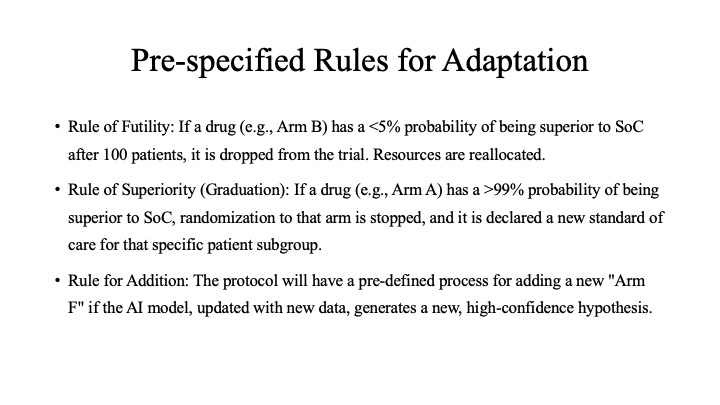 Pre-specified Rules for Adaptation
• Rule of Futility: If a drug (e.g., Arm B) has a <5% probability of being superior to SoC
after 100 patients, it is dropped from the trial. Resources are reallocated.
• Rule of Superiority (Graduation): If a drug (e.g., Arm A) has a >99% probability of being
superior to SoC, randomization to that arm is stopped, and it is declared a new standard of
care for that specific patient subgroup.
• Rule for Addition: The protocol will have a pre-defined process for adding a new "Arm
F" if the AI model, updated with new data, generates a new, high-confidence hypothesis.